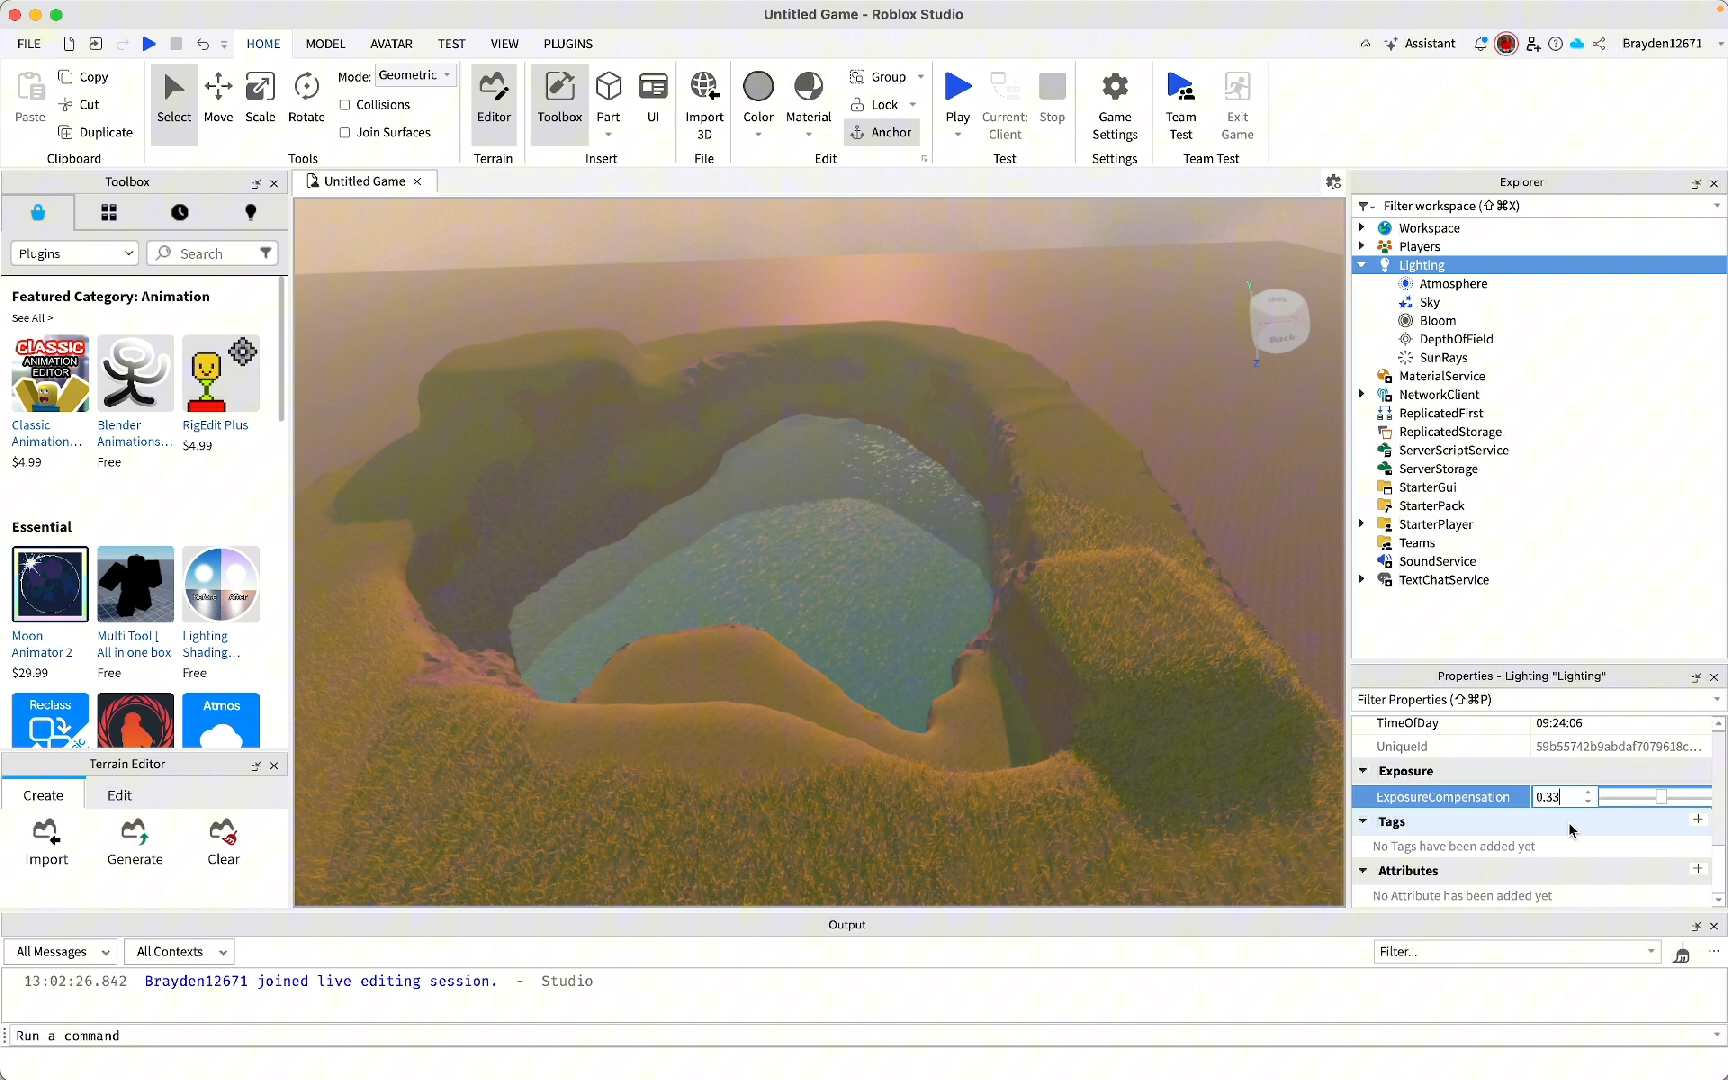 Untitled Game - Roblox Studio
FILE HOME MODEL AVATAR TEST VIEW PLUGINS
Assistant Brayden12671
Paste
Copy
Cut
Duplicate
Clipboard
Select Move Scale Rotate
Mode: Geometric
Collisions
Join Surfaces
Tools
Editor
Terrain
Toolbox Part UI
Insert
Import
3D
File
Color Material
Group
Lock
Anchor
Edit
Play
Current:
Client
Stop
Test
Game
Settings
Settings
Team
Test
Exit
Game
Team Test
Toolbox
Plugins Search
Featured Category: Animation
See All >
CLASSIC
ANIMATION
EDITOR
Classic
Animation...
$4.99
Blender
Animations...
Free
RigEdit Plus
$4.99
Essential
Before After
Moon
Animator 2
$29.99
Multi Tool [
All in one box
Free
Lighting
Shading...
Free
Reclass
Atmos
Terrain Editor
Create Edit
Import Generate Clear
Untitled Game
Y
Back
Z
Explorer
Filter workspace (⇧⌘X)
Workspace
Players
Lighting
Atmosphere
Sky
Bloom
DepthOfField
SunRays
MaterialService
NetworkClient
ReplicatedFirst
ReplicatedStorage
ServerScriptService
ServerStorage
StarterGui
StarterPack
StarterPlayer
Teams
SoundService
TextChatService
Properties - Lighting "Lighting"
Filter Properties (⇧⌘P)
TimeOfDay 09:24:06
UniqueId 59b55742b9abdaf7079618c...
Exposure
ExposureCompensation 0.33
Tags
No Tags have been added yet
Attributes
No Attribute has been added yet
Output
All Messages All Contexts Filter...
13:02:26.842 Brayden12671 joined live editing session. - Studio
Run a command